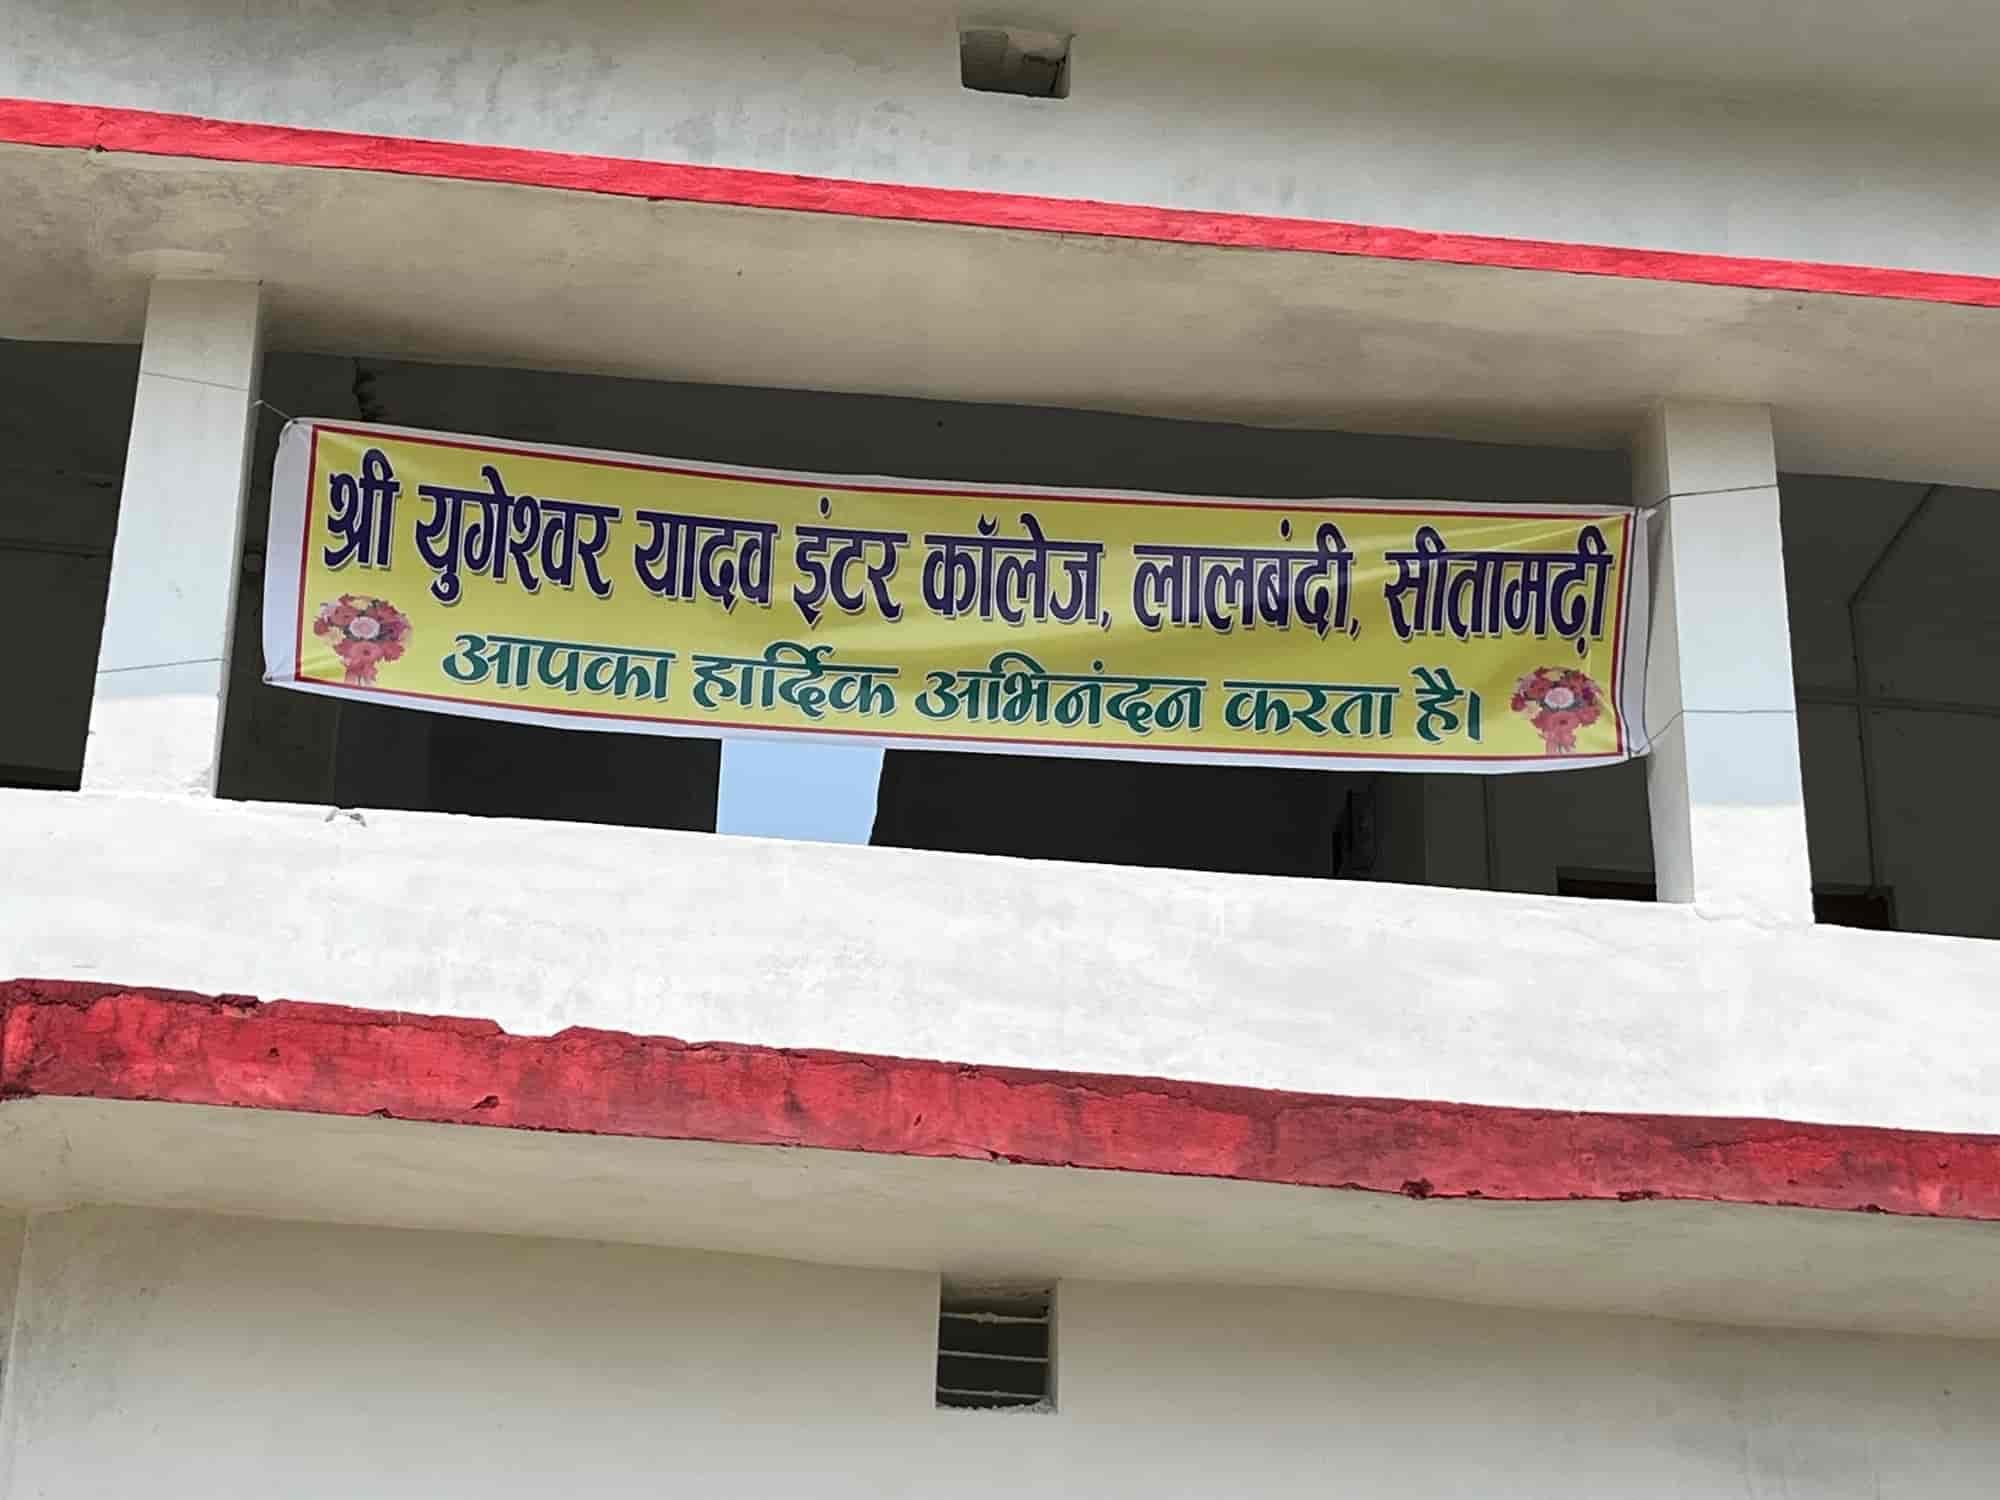 श्री युगेश्वर यादव इंटर कॉलेज, लालबंदी, सीतामढ़ी
आपका हार्दिक अभिनंदन करता है।